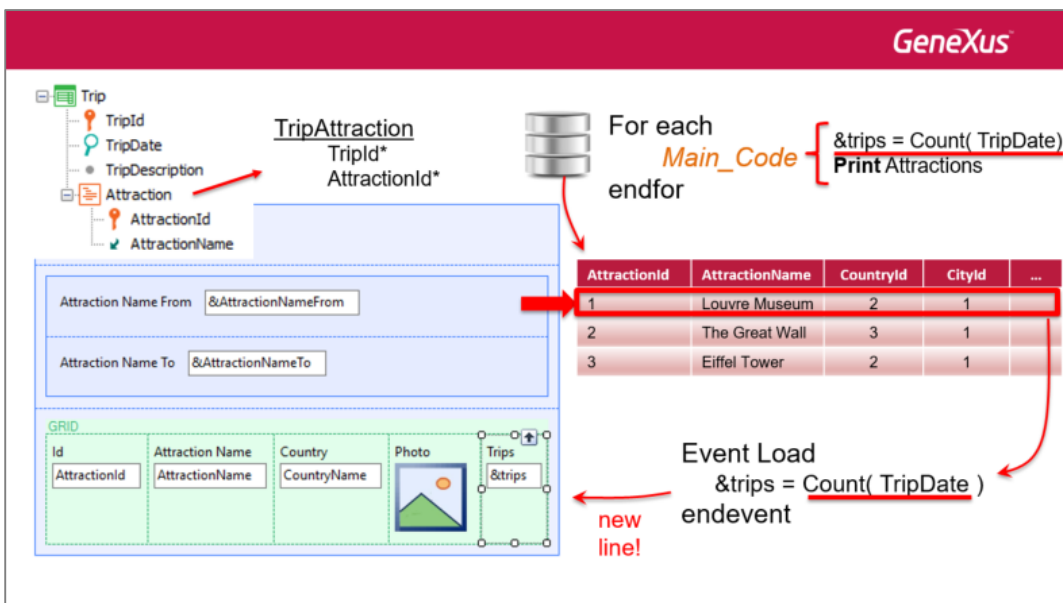 GeneXus™
Trip
TripId
TripDate
TripDescription
Attraction
AttractionId
AttractionName
TripAttraction
TripId*
AttractionId*
For each
Main_Code
endfor
&trips = Count( TripDate)
Print Attractions
Attraction Name From &AttractionNameFrom
Attraction Name To &AttractionNameTo
AttractionId AttractionName CountryId CityId ...
1 Louvre Museum 2 1
2 The Great Wall 3 1
3 Eiffel Tower 2 1
GRID
Id Attraction Name Country Photo Trips
AttractionId AttractionName CountryName &trips
new
line!
Event Load
&trips = Count( TripDate )
endevent